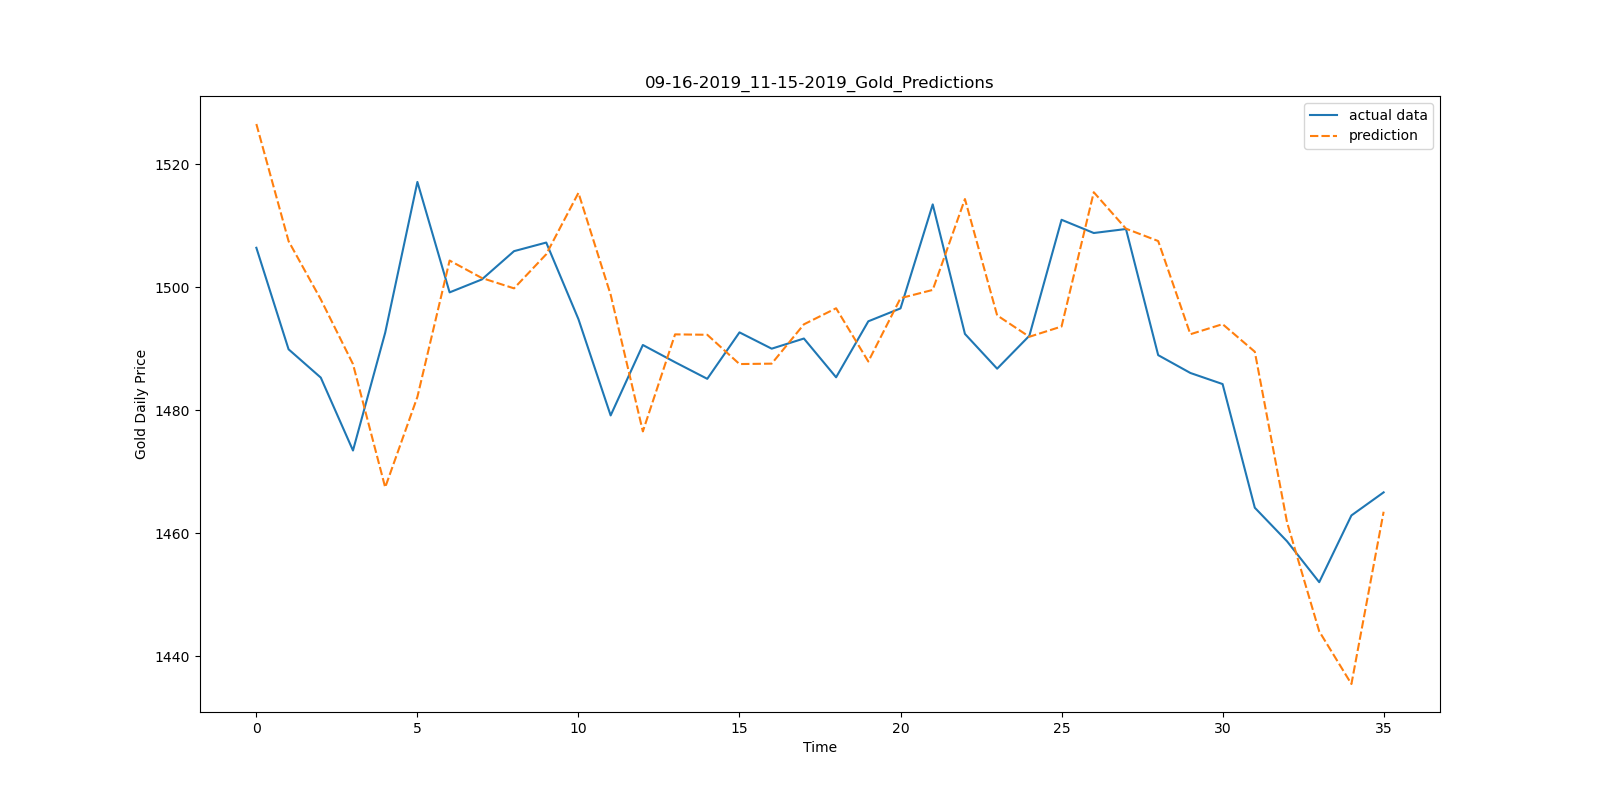 09-16-2019_11-15-2019_Gold_Predictions
actual data
prediction
1520
1500
1480
1460
1440
Gold Daily Price
0 5 10 15 20 25 30 35
Time